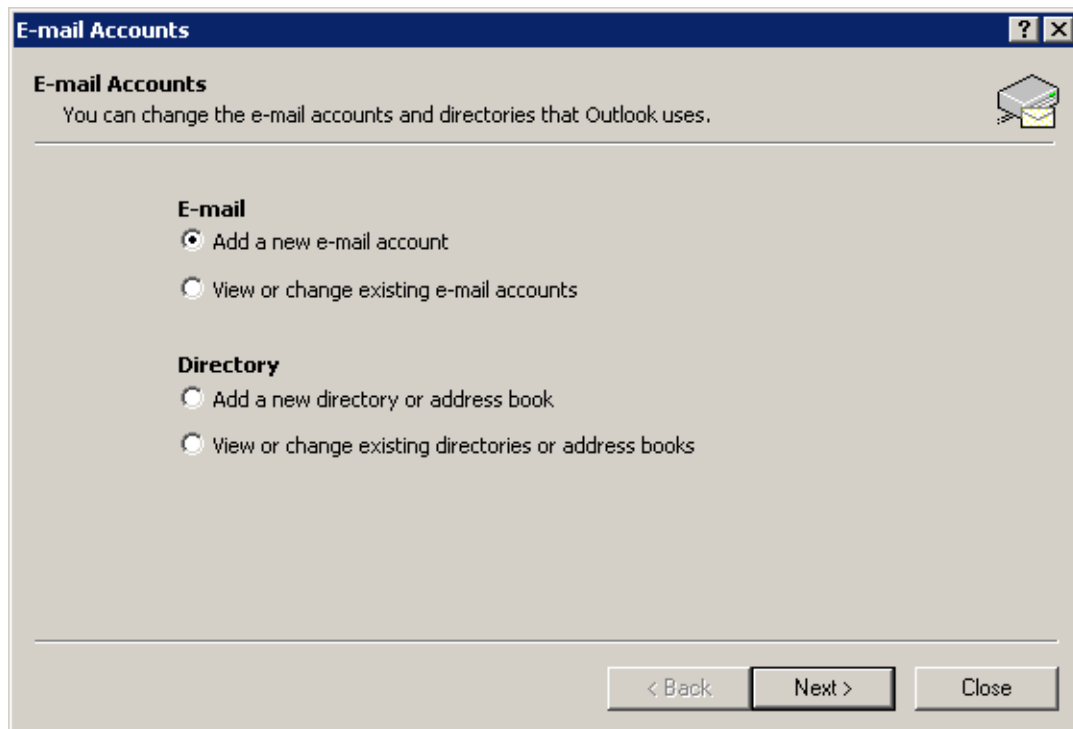 E-mail Accounts
E-mail Accounts
You can change the e-mail accounts and directories that Outlook uses.
E-mail
Add a new e-mail account
View or change existing e-mail accounts
Directory
Add a new directory or address book
View or change existing directories or address books
< Back
Next >
Close